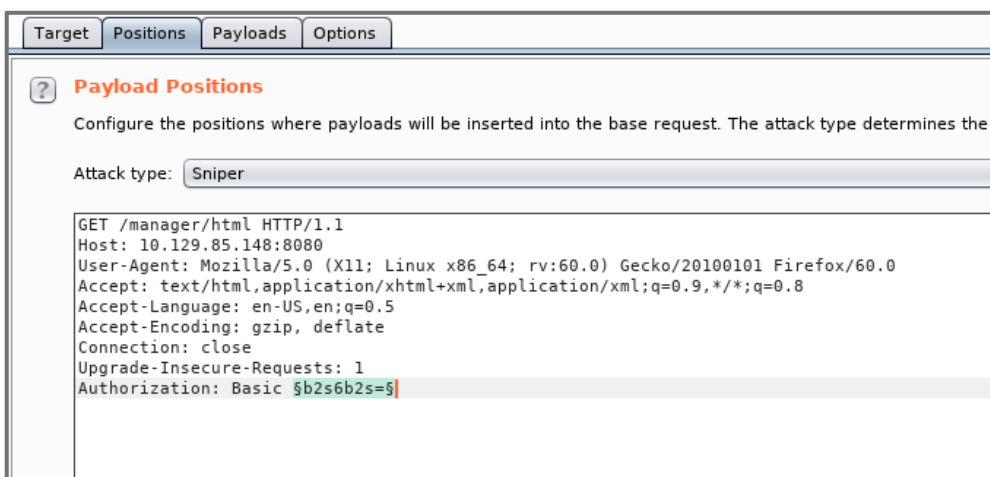 Target Positions Payloads Options
? Payload Positions
Configure the positions where payloads will be inserted into the base request. The attack type determines the
Attack type: Sniper
GET /manager/html HTTP/1.1
Host: 10.129.85.148:8080
User-Agent: Mozilla/5.0 (X11; Linux x86_64; rv:60.0) Gecko/20100101 Firefox/60.0
Accept: text/html,application/xhtml+xml,application/xml;q=0.9,*/*;q=0.8
Accept-Language: en-US,en;q=0.5
Accept-Encoding: gzip, deflate
Connection: close
Upgrade-Insecure-Requests: 1
Authorization: Basic §b2s6b2s=§